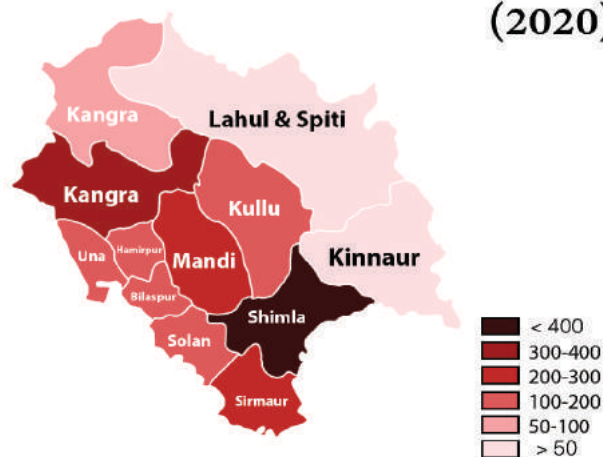 (2020)
Kangra
Lahul & Spiti
Kangra
Kullu
Una
Hamirpur
Mandi
Kinnaur
Bilaspur
Shimla
Solan
Sirmaur
< 400
300-400
200-300
100-200
50-100
> 50